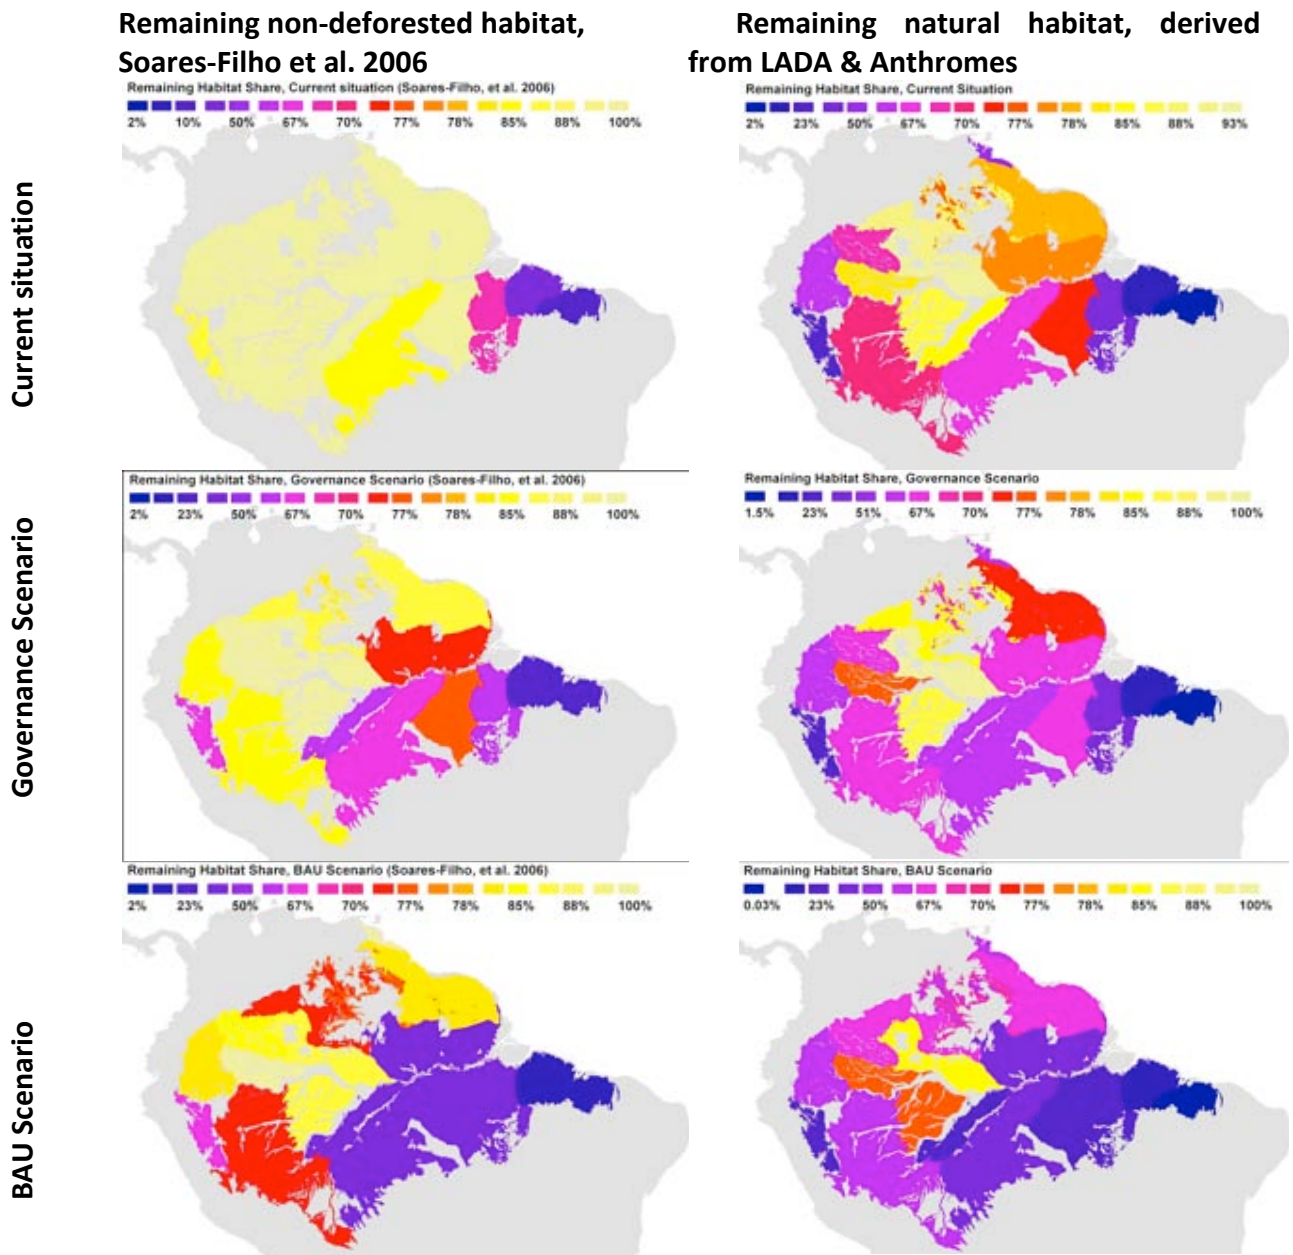 Remaining non-deforested habitat,
Soares-Filho et al. 2006
Remaining natural habitat, derived
from LADA & Anthromes
Current situation
Remaining Habitat Share, Current situation (Soares-Filho, et al. 2006)
2% 10% 50% 67% 70% 77% 78% 85% 88% 100%
Remaining Habitat Share, Current Situation
2% 23% 50% 67% 70% 77% 78% 85% 88% 93%
Governance Scenario
Remaining Habitat Share, Governance Scenario (Soares-Filho, et al. 2006)
2% 23% 50% 67% 70% 77% 78% 85% 88% 100%
Remaining Habitat Share, Governance Scenario
1.5% 23% 51% 67% 70% 77% 78% 85% 88% 100%
BAU Scenario
Remaining Habitat Share, BAU Scenario (Soares-Filho, et al. 2006)
2% 23% 50% 67% 70% 77% 78% 85% 88% 100%
Remaining Habitat Share, BAU Scenario
0.03% 23% 50% 67% 70% 77% 78% 85% 88% 100%